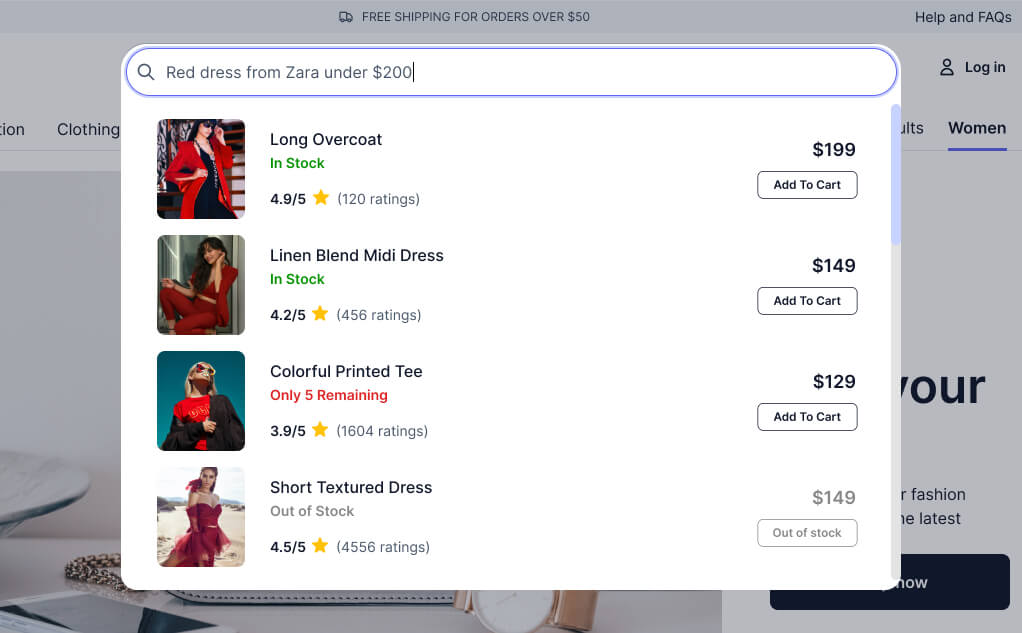 FREE SHIPPING FOR ORDERS OVER $50
Help and FAQs
Red dress from Zara under $200
Log in
Clothing
Women
Long Overcoat
In Stock
4.9/5 (120 ratings)
$199
Add To Cart
Linen Blend Midi Dress
In Stock
4.2/5 (456 ratings)
$149
Add To Cart
Colorful Printed Tee
Only 5 Remaining
3.9/5 (1604 ratings)
$129
Add To Cart
Short Textured Dress
Out of Stock
4.5/5 (4556 ratings)
$149
Out of stock
your
fashion
latest
now